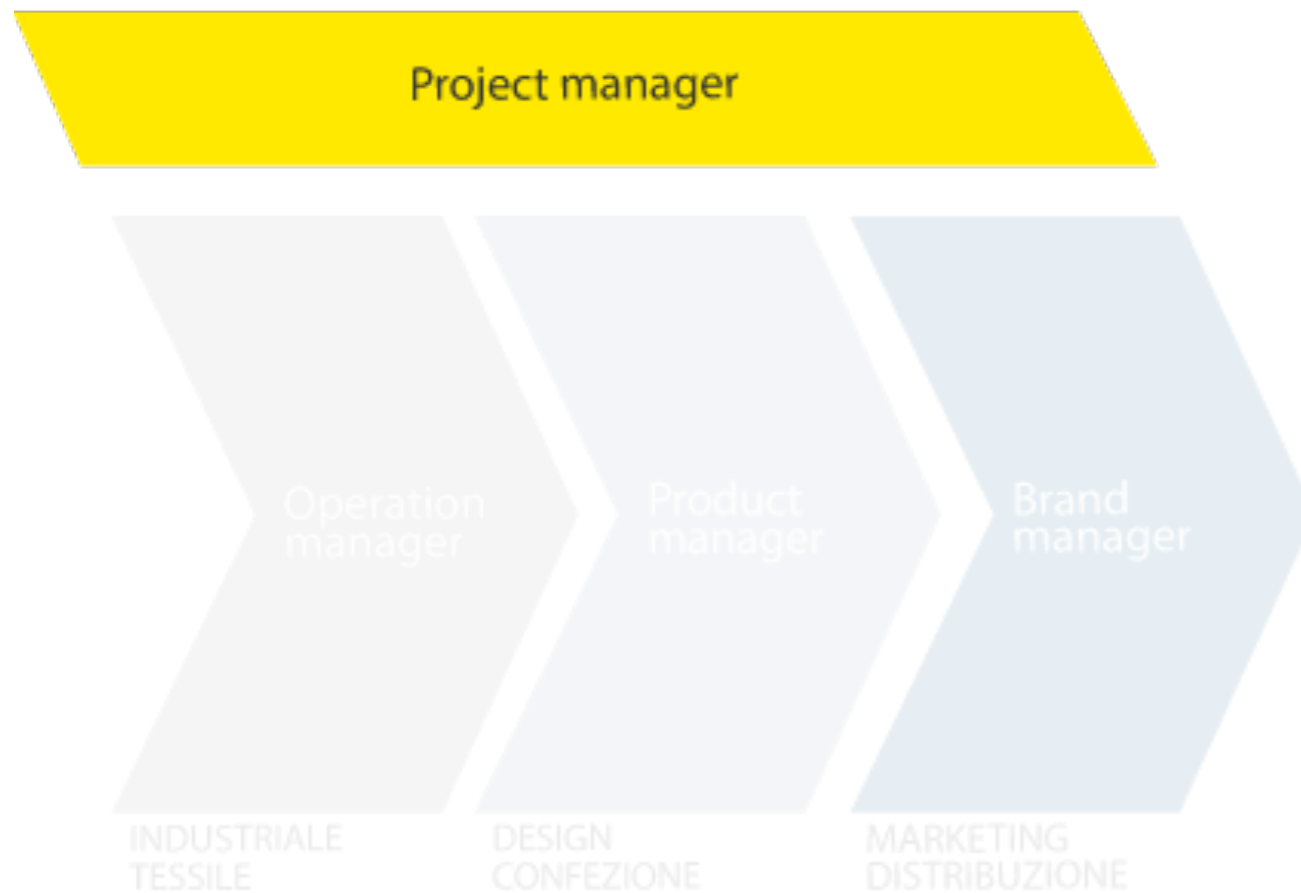 Project manager
Operation
manager
Product
manager
Brand
manager
INDUSTRIALE
TESSILE
DESIGN
CONFEZIONE
MARKETING
DISTRIBUZIONE